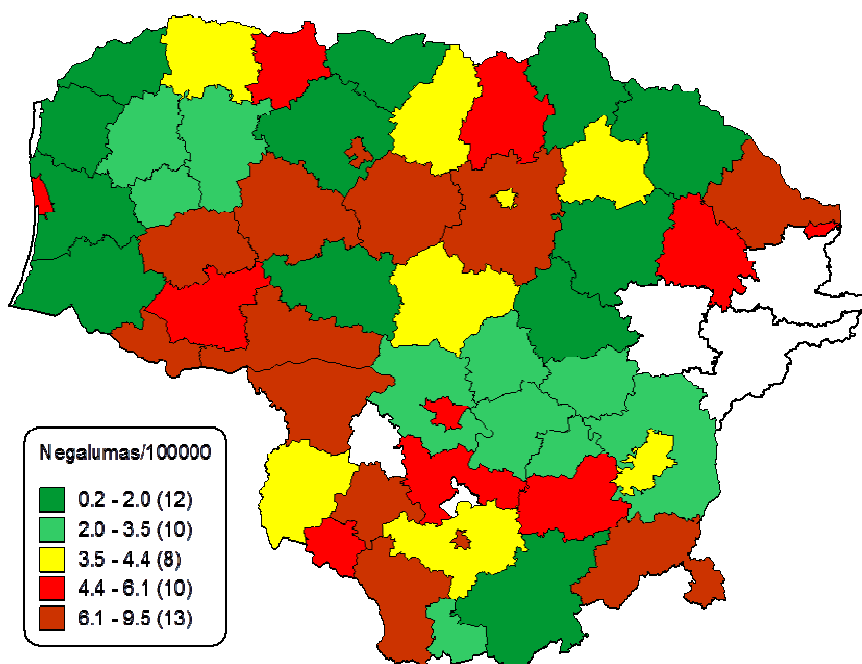 Negalumas/100000
0.2 - 2.0 (12)
2.0 - 3.5 (10)
3.5 - 4.4 (8)
4.4 - 6.1 (10)
6.1 - 9.5 (13)